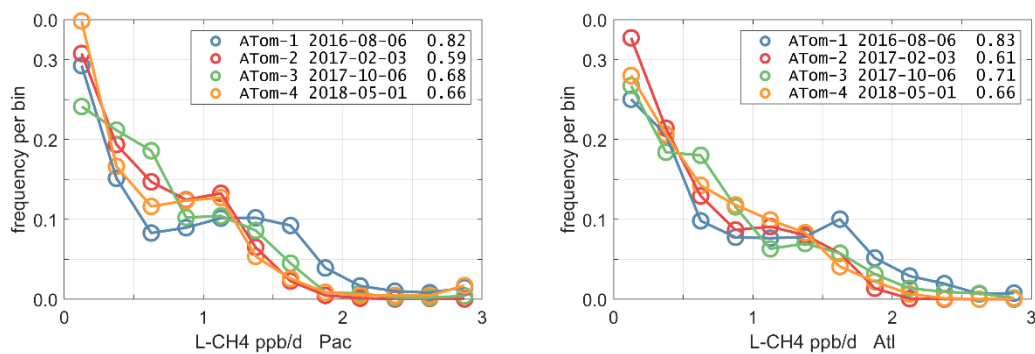 0.0
0.3
0.2
0.1
0.0
frequency per bin
ATom-1 2016-08-06 0.82
ATom-2 2017-02-03 0.59
ATom-3 2017-10-06 0.68
ATom-4 2018-05-01 0.66
0 1 2 3
L-CH4 ppb/d Pac
0.0
0.3
0.2
0.1
0.0
frequency per bin
ATom-1 2016-08-06 0.83
ATom-2 2017-02-03 0.61
ATom-3 2017-10-06 0.71
ATom-4 2018-05-01 0.66
0 1 2 3
L-CH4 ppb/d Atl